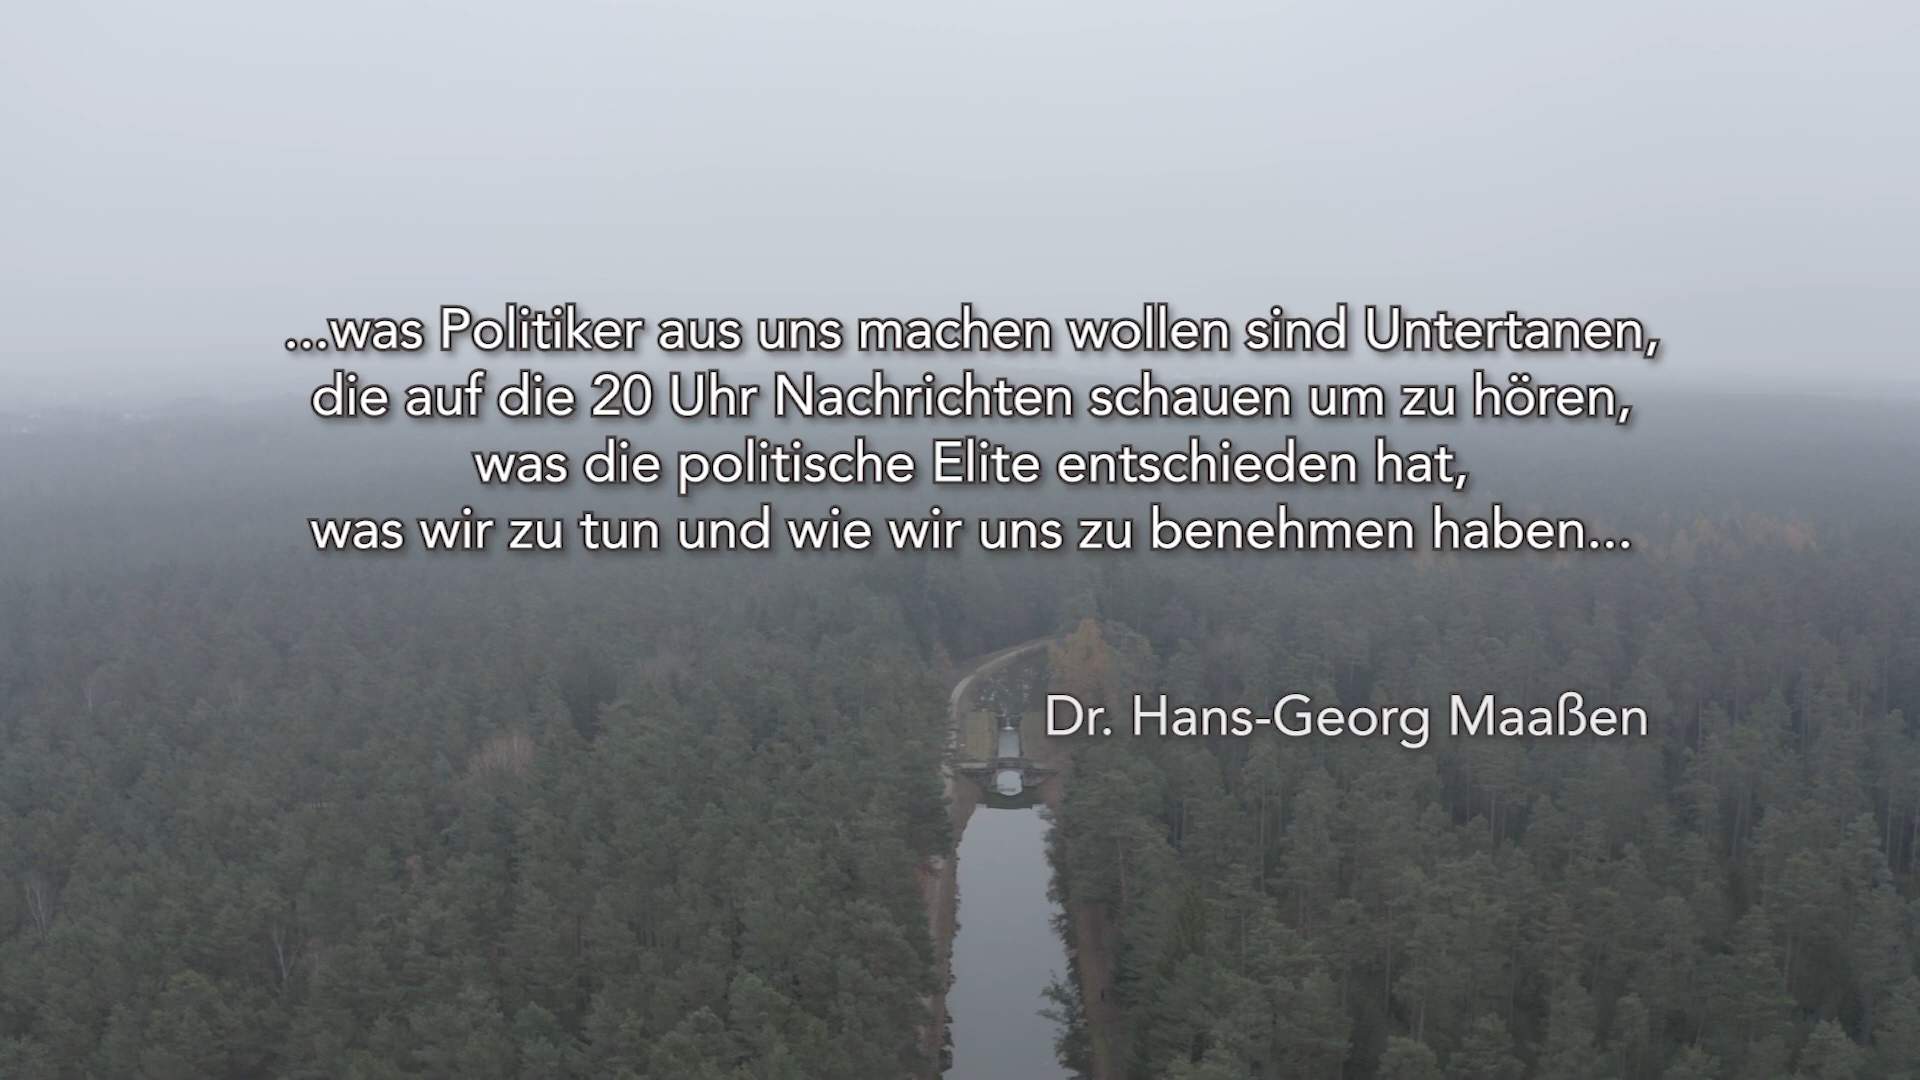 ...was Politiker aus uns machen wollen sind Untertanen,
die auf die 20 Uhr Nachrichten schauen um zu hören,
was die politische Elite entschieden hat,
was wir zu tun und wie wir uns zu benehmen haben...
Dr. Hans-Georg Maaßen